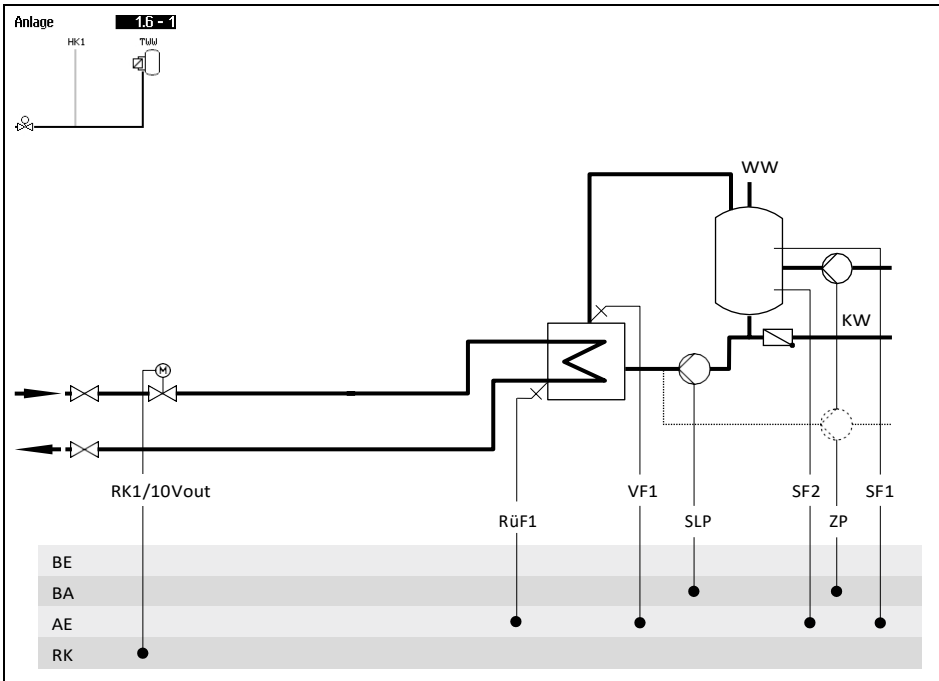 Anlage 1.6 - 1
HK1 TWW
WW
KW
M
RK1/10Vout VF1 SF2 SF1
RüF1 SLP ZP
BE
BA
AE
RK